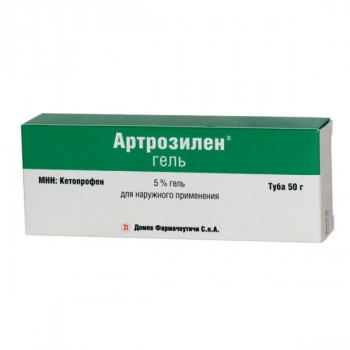 Артрозилен®
гель
МНН: Кетопрофен
5 % гель
для наружного применения
Туба 50 г
Домпе Фармачеутичи С.п.А.